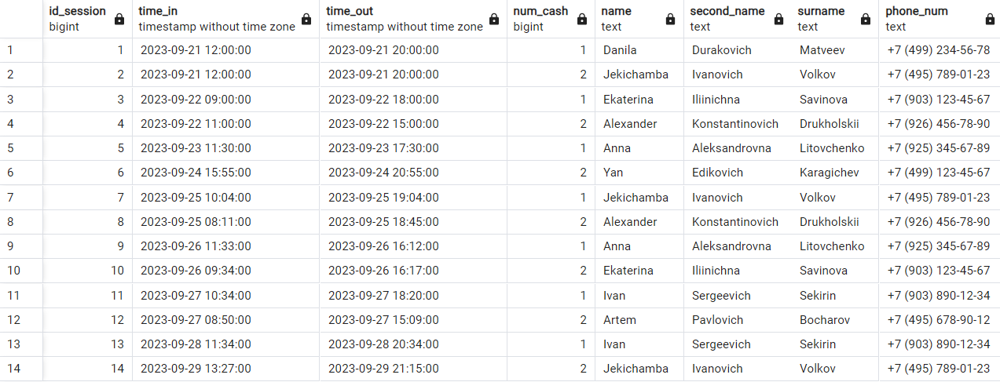 id_session time_in time_out num_cash name second_name surname phone_num
bigint timestamp without time zone timestamp without time zone bigint text text text text
1 1 2023-09-21 12:00:00 2023-09-21 20:00:00 1 Danila Durakovich Matveev +7 (499) 234-56-78
2 2 2023-09-21 12:00:00 2023-09-21 20:00:00 2 Jekichamba Ivanovich Volkov +7 (495) 789-01-23
3 3 2023-09-22 09:00:00 2023-09-22 18:00:00 1 Ekaterina Iliinichna Savinova +7 (903) 123-45-67
4 4 2023-09-22 11:00:00 2023-09-22 15:00:00 2 Alexander Konstantinovich Drukholskii +7 (926) 456-78-90
5 5 2023-09-23 11:30:00 2023-09-23 17:30:00 1 Anna Aleksandrovna Litovchenko +7 (925) 345-67-89
6 6 2023-09-24 15:55:00 2023-09-24 20:55:00 2 Yan Edikovich Karagichev +7 (499) 123-45-67
7 7 2023-09-25 10:04:00 2023-09-25 19:04:00 1 Jekichamba Ivanovich Volkov +7 (495) 789-01-23
8 8 2023-09-25 08:11:00 2023-09-25 18:45:00 2 Alexander Konstantinovich Drukholskii +7 (926) 456-78-90
9 9 2023-09-26 11:33:00 2023-09-26 16:12:00 1 Anna Aleksandrovna Litovchenko +7 (925) 345-67-89
10 10 2023-09-26 09:34:00 2023-09-26 16:17:00 2 Ekaterina Iliinichna Savinova +7 (903) 123-45-67
11 11 2023-09-27 10:34:00 2023-09-27 18:20:00 1 Ivan Sergeevich Sekirin +7 (903) 890-12-34
12 12 2023-09-27 08:50:00 2023-09-27 15:09:00 2 Artem Pavlovich Bocharov +7 (495) 678-90-12
13 13 2023-09-28 11:34:00 2023-09-28 20:34:00 1 Ivan Sergeevich Sekirin +7 (903) 890-12-34
14 14 2023-09-29 13:27:00 2023-09-29 21:15:00 2 Jekichamba Ivanovich Volkov +7 (495) 789-01-23